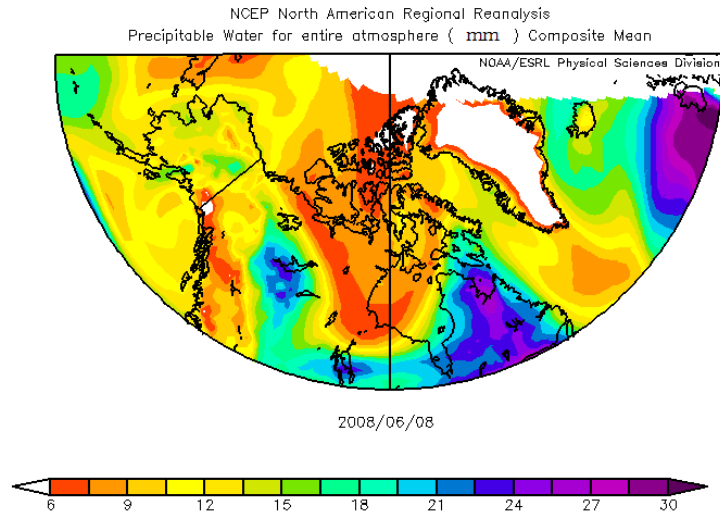 NCEP North American Regional Reanalysis
Precipitable Water for entire atmosphere ( mm ) Composite Mean
NOAA/ESRL Physical Sciences Division
2008/06/08
6 9 12 15 18 21 24 27 30